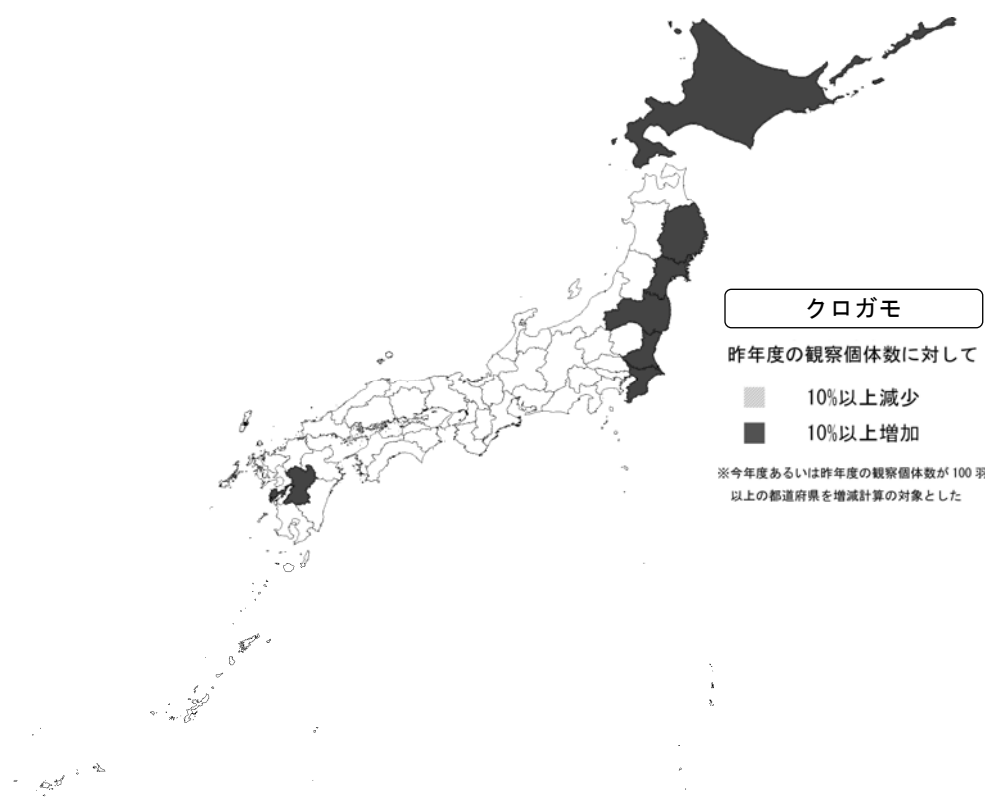 クロガモ
昨年度の観察個体数に対して
10%以上減少
10%以上増加
※今年度あるいは昨年度の観察個体数が 100 羽
以上の都道府県を増減計算の対象とした